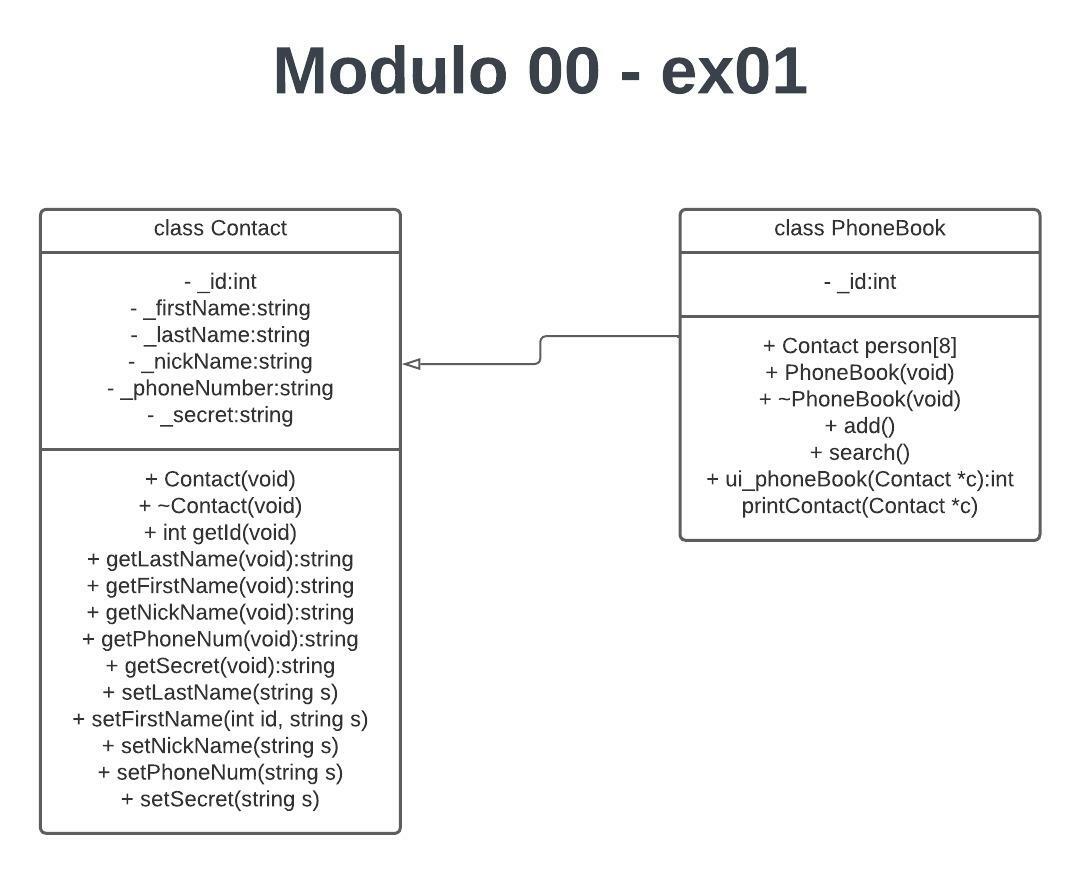 Modulo 00 - ex01
class Contact
- _id:int
- _firstName:string
- _lastName:string
- _nickName:string
- _phoneNumber:string
- _secret:string
+ Contact(void)
+ ~Contact(void)
+ int getId(void)
+ getLastName(void):string
+ getFirstName(void):string
+ getNickName(void):string
+ getPhoneNum(void):string
+ getSecret(void):string
+ setLastName(string s)
+ setFirstName(int id, string s)
+ setNickName(string s)
+ setPhoneNum(string s)
+ setSecret(string s)
class PhoneBook
- _id:int
+ Contact person[8]
+ PhoneBook(void)
+ ~PhoneBook(void)
+ add()
+ search()
+ ui_phoneBook(Contact *c):int
printContact(Contact *c)